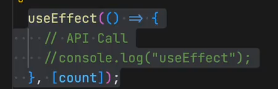 useEffect(() => {
// API Call
//console.log("useEffect");
}, [count]);